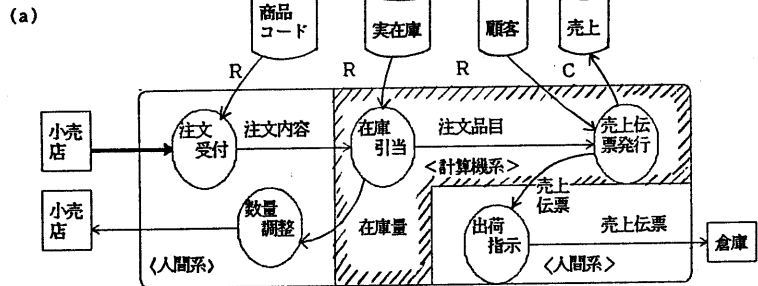 (a)
商品
コード
実在庫
顧客
売上
R
R
R
C
小売
店
注文
受付
注文内容
在庫
引当
注文品目
売上伝
票発行
<計算機系>
小売
店
数量
調整
在庫量
売上
伝票
出荷
指示
売上伝票
倉庫
<人間系>
<人間系>